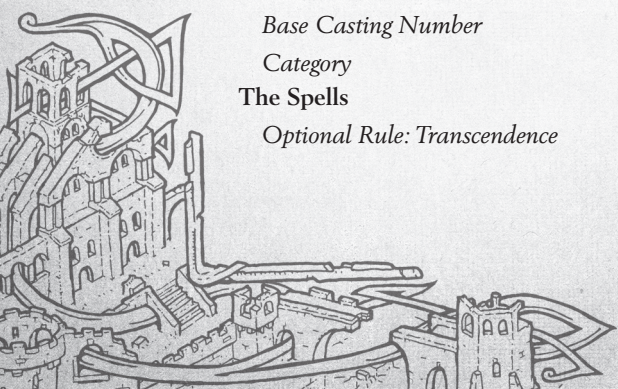 Base Casting Number
Category
The Spells
Optional Rule: Transcendence